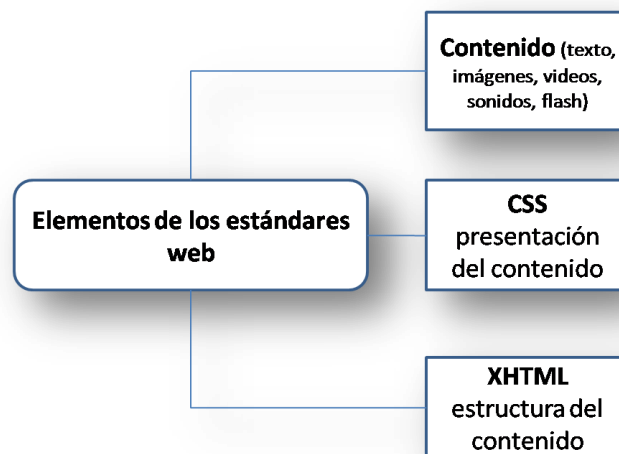 Contenido (texto,
imágenes, videos,
sonidos, flash)
Elementos de los estándares
web
CSS
presentación
del contenido
XHTML
estructura del
contenido